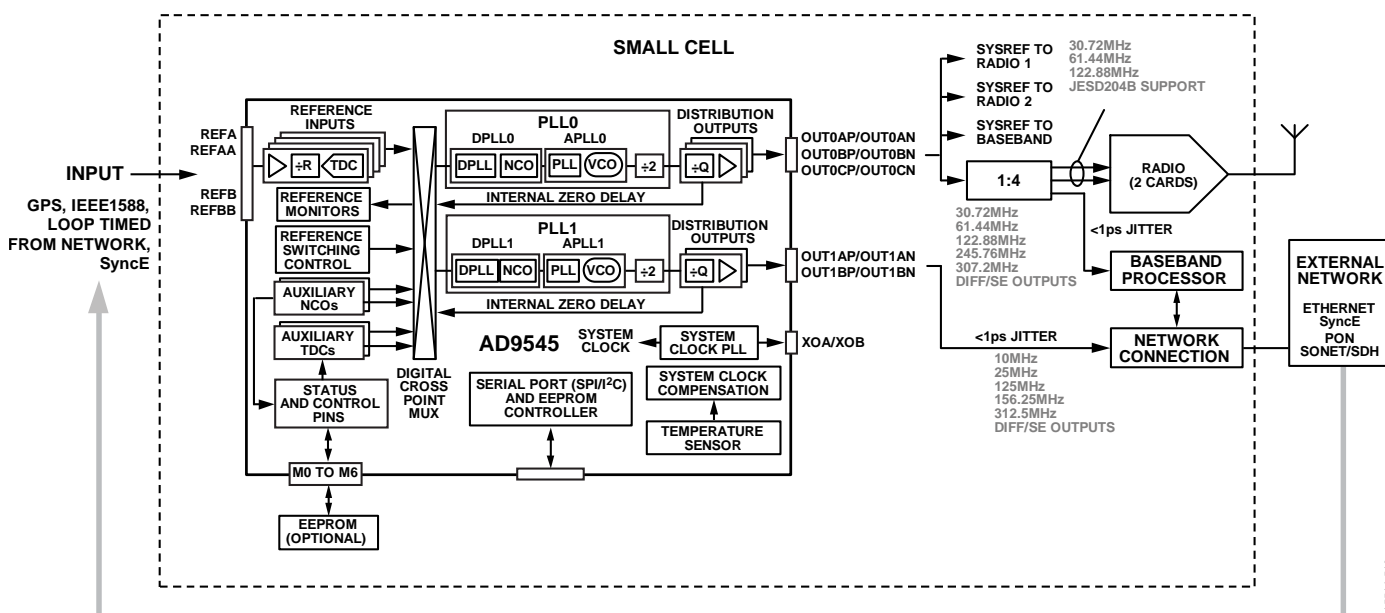 SMALL CELL
INPUT
GPS, IEEE1588,
LOOP TIMED
FROM NETWORK,
SyncE
REFA
REFAA
REFB
REFBB
REFERENCE
INPUTS
÷R
TDC
REFERENCE
MONITORS
REFERENCE
SWITCHING
CONTROL
AUXILIARY
NCOs
AUXILIARY
TDCs
STATUS
AND CONTROL
PINS
M0 TO M6
EEPROM
(OPTIONAL)
DIGITAL
CROSS
POINT
MUX
PLL0
DPLL0
APLL0
DPLL
NCO
PLL
VCO
÷2
INTERNAL ZERO DELAY
DISTRIBUTION
OUTPUTS
÷Q
PLL1
DPLL1
APLL1
DPLL
NCO
PLL
VCO
÷2
INTERNAL ZERO DELAY
DISTRIBUTION
OUTPUTS
÷Q
AD9545
SYSTEM
CLOCK
SYSTEM
CLOCK PLL
SERIAL PORT (SPI/I²C)
AND EEPROM
CONTROLLER
SYSTEM CLOCK
COMPENSATION
TEMPERATURE
SENSOR
OUT0AP/OUT0AN
OUT0BP/OUT0BN
OUT0CP/OUT0CN
OUT1AP/OUT1AN
OUT1BP/OUT1BN
XOA/XOB
SYSREF TO
RADIO 1
SYSREF TO
RADIO 2
SYSREF TO
BASEBAND
30.72MHz
61.44MHz
122.88MHz
JESD204B SUPPORT
1:4
30.72MHz
61.44MHz
122.88MHz
245.76MHz
307.2MHz
DIFF/SE OUTPUTS
RADIO
(2 CARDS)
<1ps JITTER
BASEBAND
PROCESSOR
<1ps JITTER
10MHz
25MHz
125MHz
156.25MHz
312.5MHz
DIFF/SE OUTPUTS
NETWORK
CONNECTION
EXTERNAL
NETWORK
ETHERNET
SyncE
PON
SONET/SDH